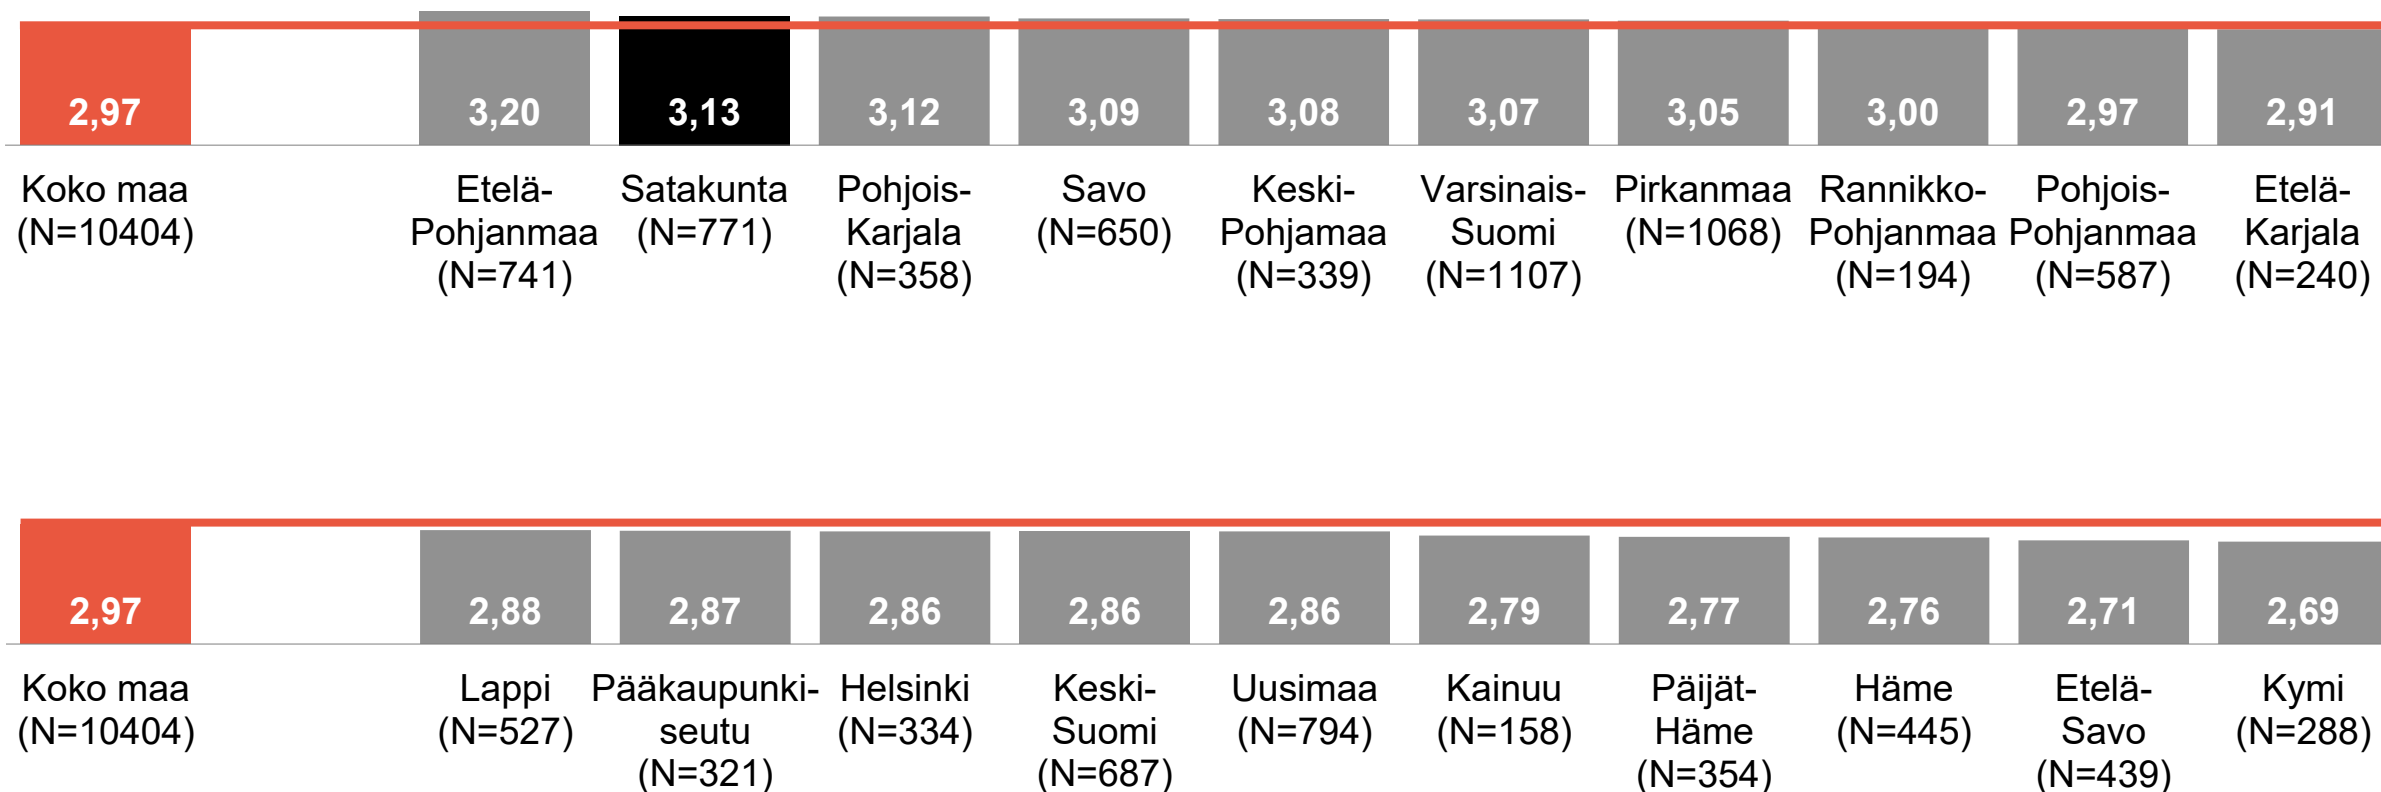 2,97 3,20 3,13 3,12 3,09 3,08 3,07 3,05 3,00 2,97 2,91
Koko maa
(N=10404)
Etelä-
Pohjanmaa
(N=741)
Satakunta
(N=771)
Pohjois-
Karjala
(N=358)
Savo
(N=650)
Keski-
Pohjamaa
(N=339)
Varsinais-
Suomi
(N=1107)
Pirkanmaa
(N=1068)
Rannikko-
Pohjanmaa
(N=194)
Pohjois-
Pohjanmaa
(N=587)
Etelä-
Karjala
(N=240)
2,97 2,88 2,87 2,86 2,86 2,86 2,79 2,77 2,76 2,71 2,69
Koko maa
(N=10404)
Lappi
(N=527)
Pääkaupunki-
seutu
(N=321)
Helsinki
(N=334)
Keski-
Suomi
(N=687)
Uusimaa
(N=794)
Kainuu
(N=158)
Päijät-
Häme
(N=354)
Häme
(N=445)
Etelä-
Savo
(N=439)
Kymi
(N=288)